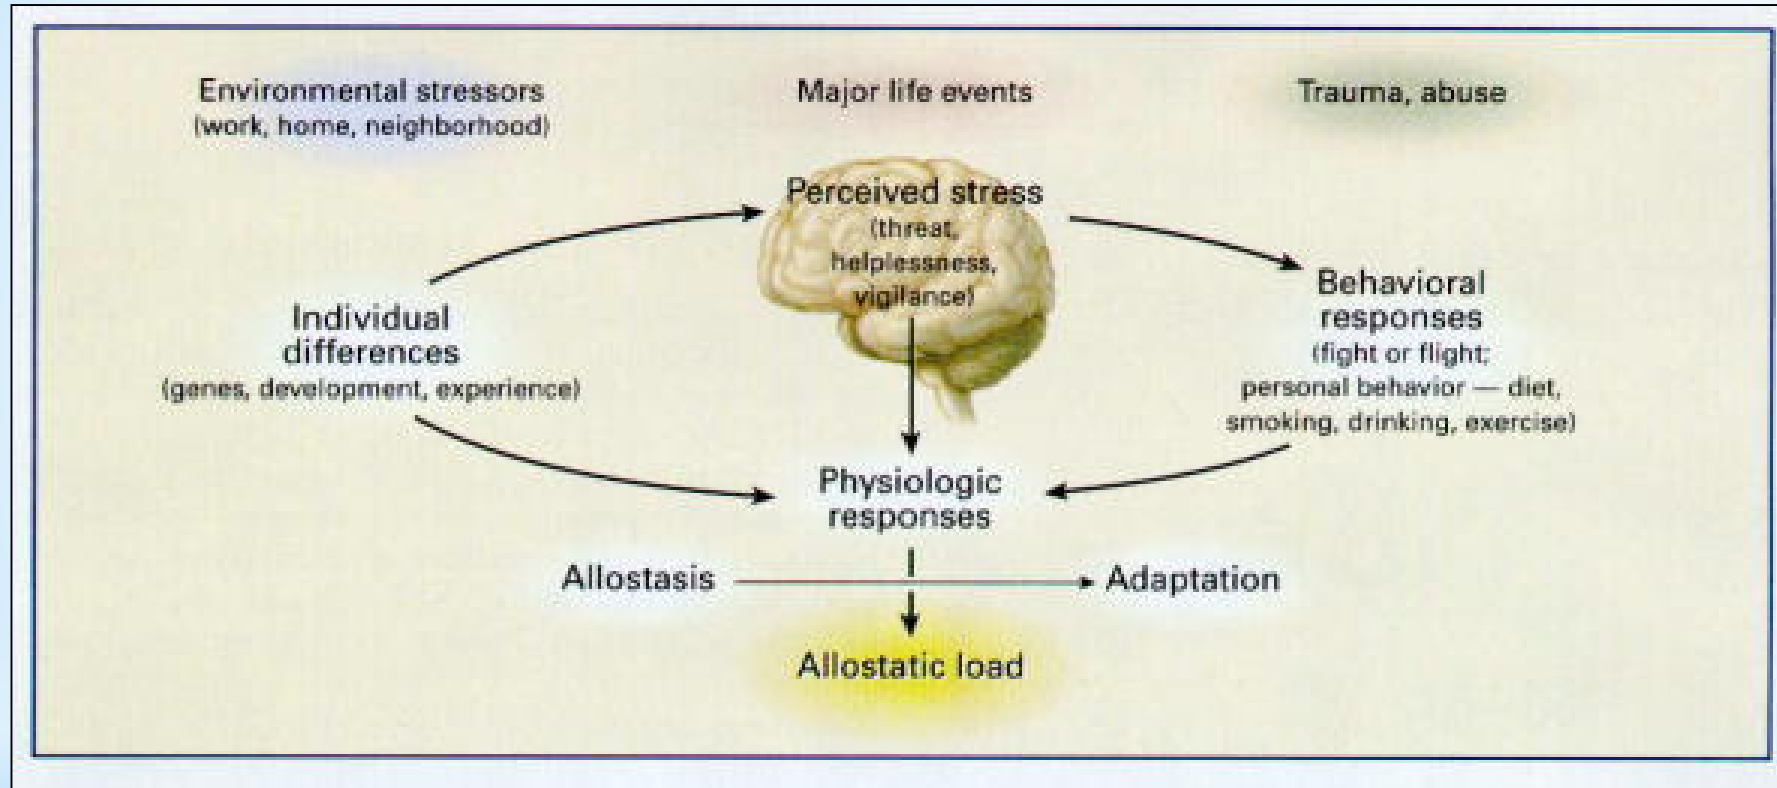 Environmental stressors
(work, home, neighborhood)
Major life events
Trauma, abuse
Perceived stress
(threat,
helplessness,
vigilance)
Individual
differences
(genes, development, experience)
Behavioral
responses
(fight or flight;
personal behavior — diet,
smoking, drinking, exercise)
Physiologic
responses
Allostasis
Adaptation
Allostatic load